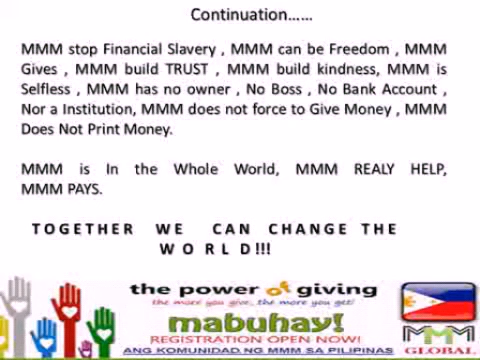 Continuation......
MMM stop Financial Slavery , MMM can be Freedom , MMM
Gives , MMM build TRUST , MMM build kindness, MMM is
Selfless , MMM has no owner , No Boss , No Bank Account ,
Nor a Institution, MMM does not force to Give Money , MMM
Does Not Print Money.
MMM is In the Whole World, MMM REALY HELP,
MMM PAYS.
TOGETHER WE CAN CHANGE THE
WORLD!!!
the power of giving
the more you give, the more you get!
mabuhay!
REGISTRATION OPEN NOW!
ANG KOMUNIDAD NG MMM SA PILIPINAS
MMM
GLOBAL